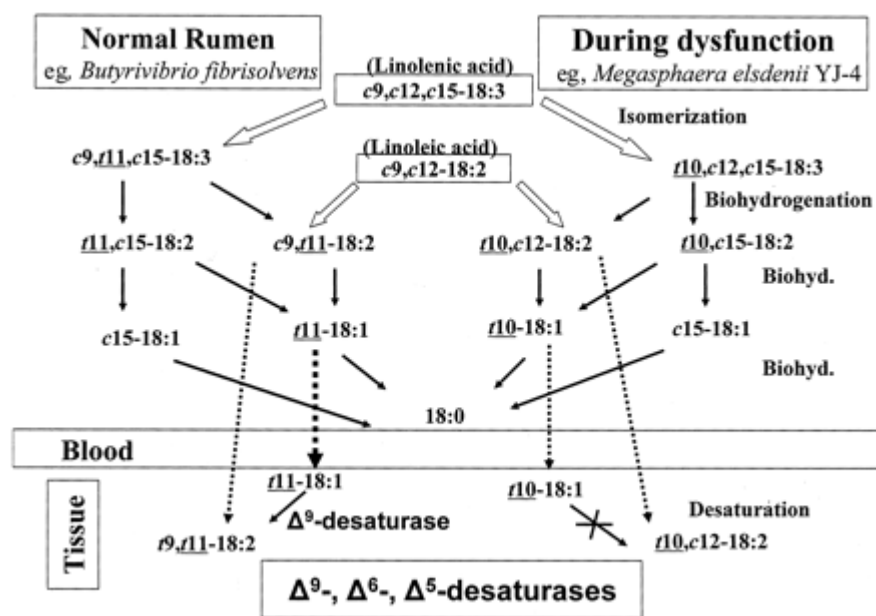 Normal Rumen
eg, Butyrivibrio fibrisolvens
During dysfunction
eg, Megasphaera elsdenii YJ-4
(Linolenic acid)
c9,c12,c15-18:3
Isomerization
(Linoleic acid)
c9,c12-18:2
c9,t11,c15-18:3
t10,c12,c15-18:3
Biohydrogenation
t11,c15-18:2
c9,t11-18:2
t10,c12-18:2
t10,c15-18:2
Biohyd.
c15-18:1
t11-18:1
t10-18:1
c15-18:1
Biohyd.
18:0
Blood
Tissue
t11-18:1
t10-18:1
Δ⁹-desaturase
Desaturation
t9,t11-18:2
t10,c12-18:2
Δ⁹-, Δ⁶-, Δ⁵-desaturases